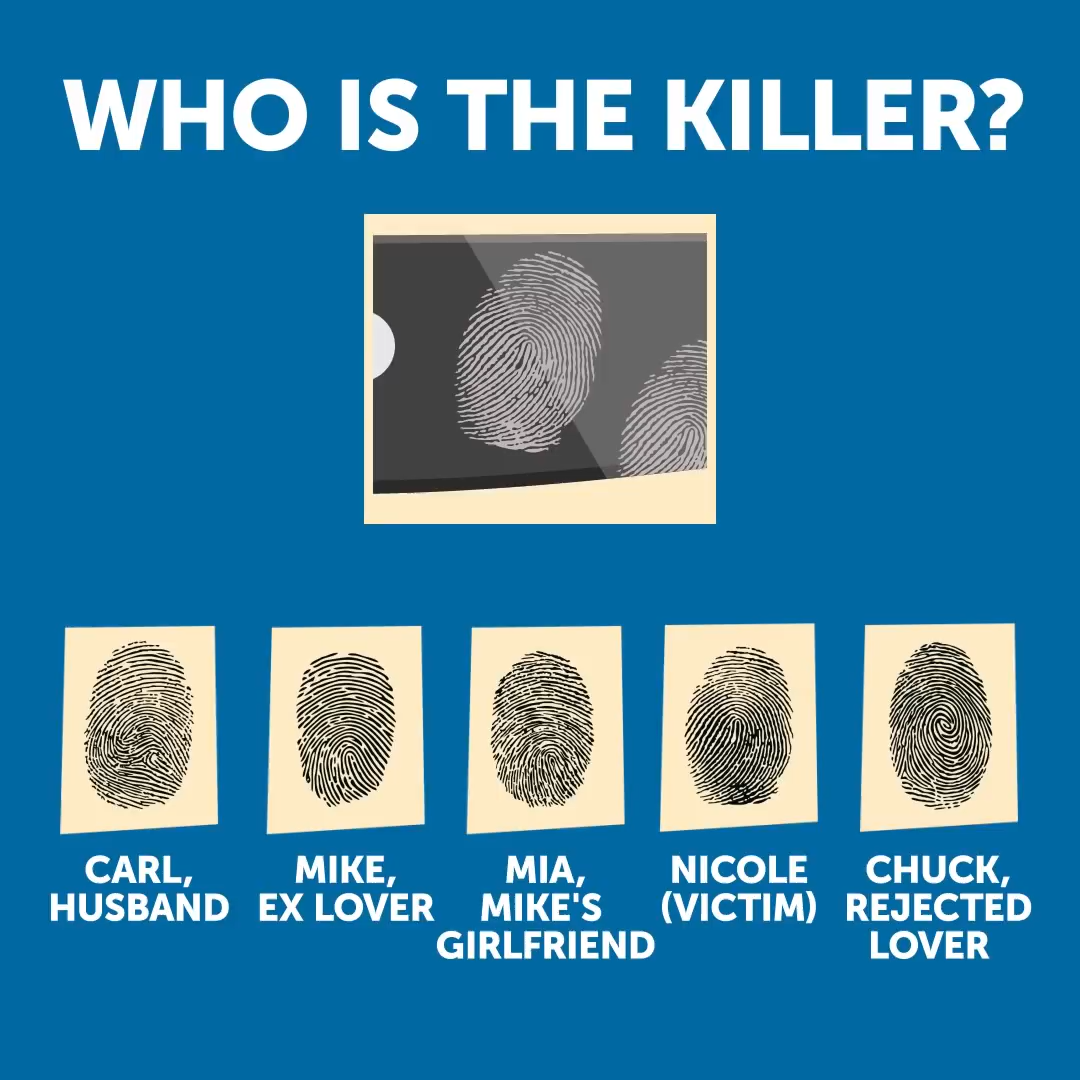 WHO IS THE KILLER?
CARL,
HUSBAND
MIKE,
EX LOVER
MIA,
MIKE'S
GIRLFRIEND
NICOLE
(VICTIM)
CHUCK,
REJECTED
LOVER